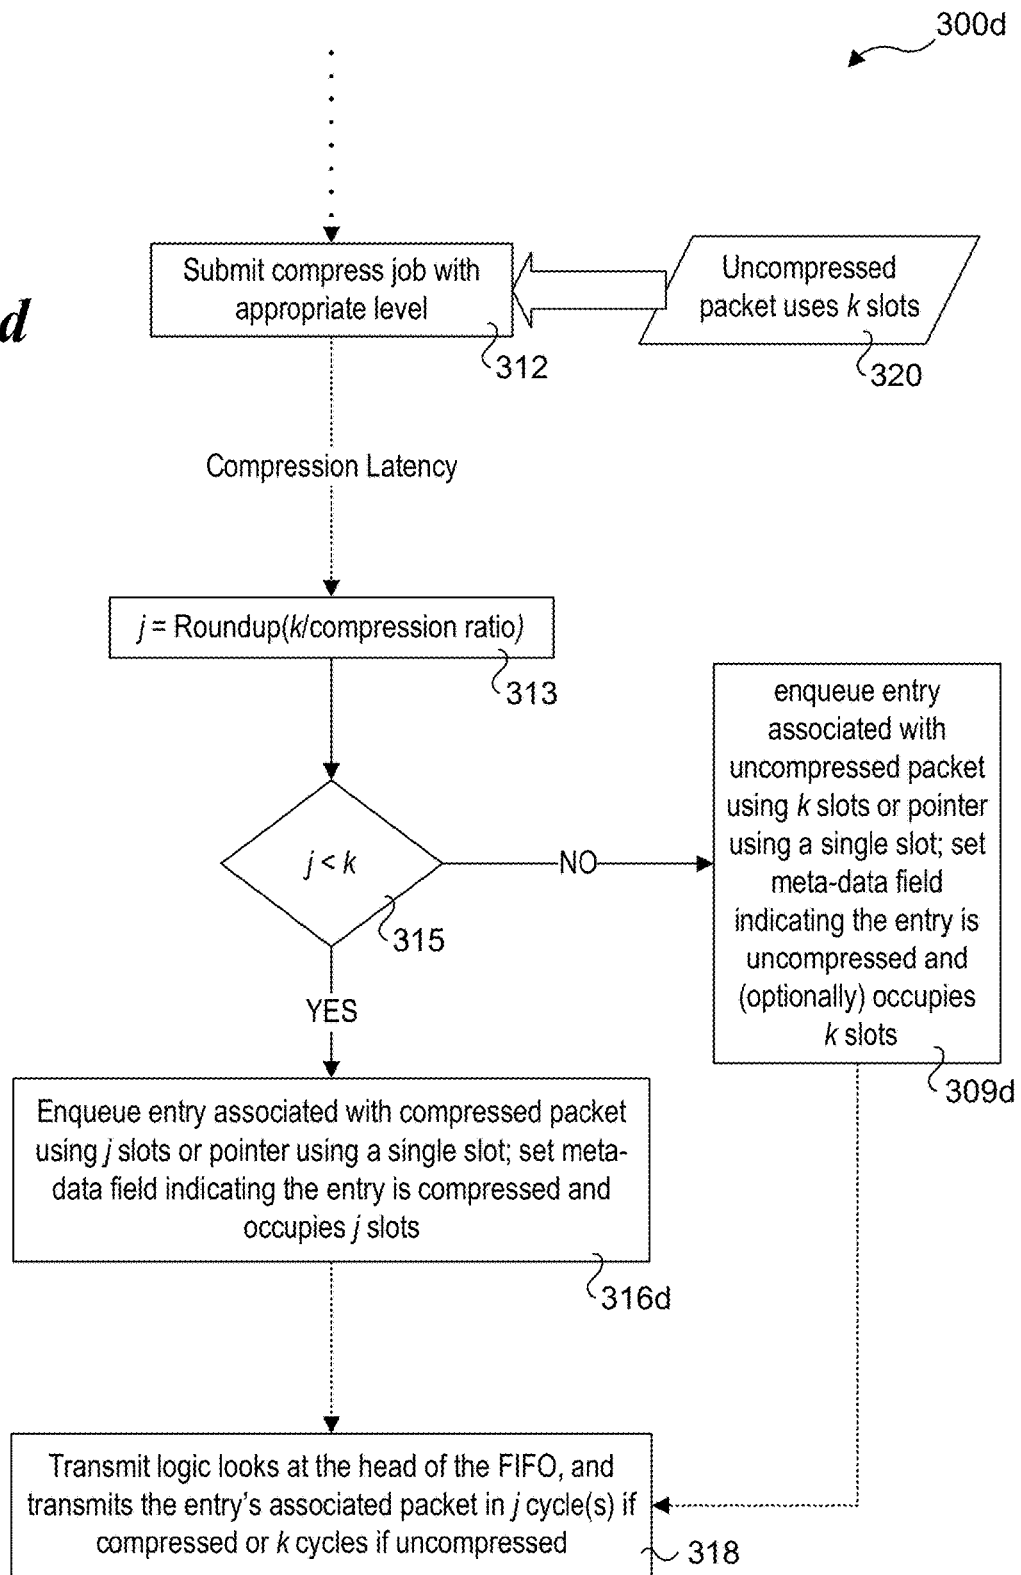 300d
Submit compress job with
appropriate level
312
Uncompressed
packet uses k slots
320
d
Compression Latency
j = Roundup(k/compression ratio)
313
enqueue entry
associated with
uncompressed packet
using k slots or pointer
using a single slot; set
meta-data field
indicating the entry is
uncompressed and
(optionally) occupies
k slots
309d
j < k
315
NO
YES
Enqueue entry associated with compressed packet
using j slots or pointer using a single slot; set meta-
data field indicating the entry is compressed and
occupies j slots
316d
Transmit logic looks at the head of the FIFO, and
transmits the entry's associated packet in j cycle(s) if
compressed or k cycles if uncompressed
318